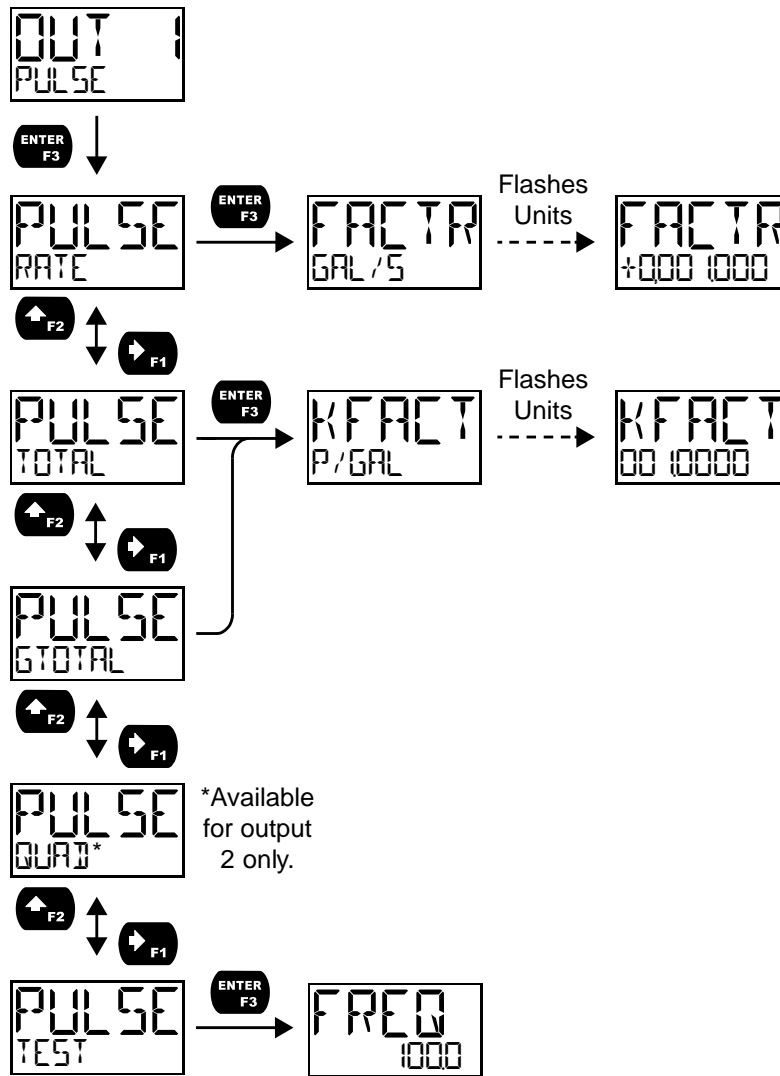 OUT 1
PULSE
ENTER
F3
PULSE
RATE
ENTER
F3
FACTR
GAL/S
Flashes
Units
FACTR
+0,001.000
F2
F1
PULSE
TOTAL
ENTER
F3
KFACT
P/GAL
Flashes
Units
KFACT
001.0000
F2
F1
PULSE
GTOTAL
F2
F1
PULSE
QUAD*
*Available
for output
2 only.
F2
F1
PULSE
TEST
ENTER
F3
FREQ
100.0